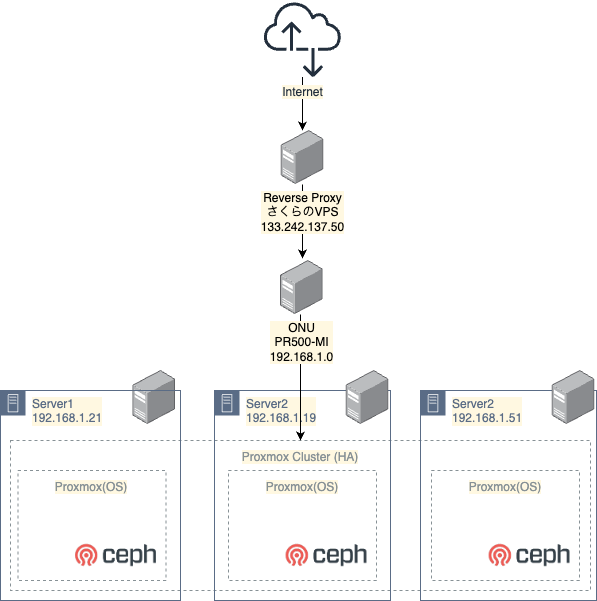 Internet
Reverse Proxy
さくらのVPS
133.242.137.50
ONU
PR500-MI
192.168.1.0
Server1
192.168.1.21
Server2
192.168.1.19
Server2
192.168.1.51
Proxmox Cluster (HA)
Proxmox(OS)
Proxmox(OS)
Proxmox(OS)
ceph
ceph
ceph